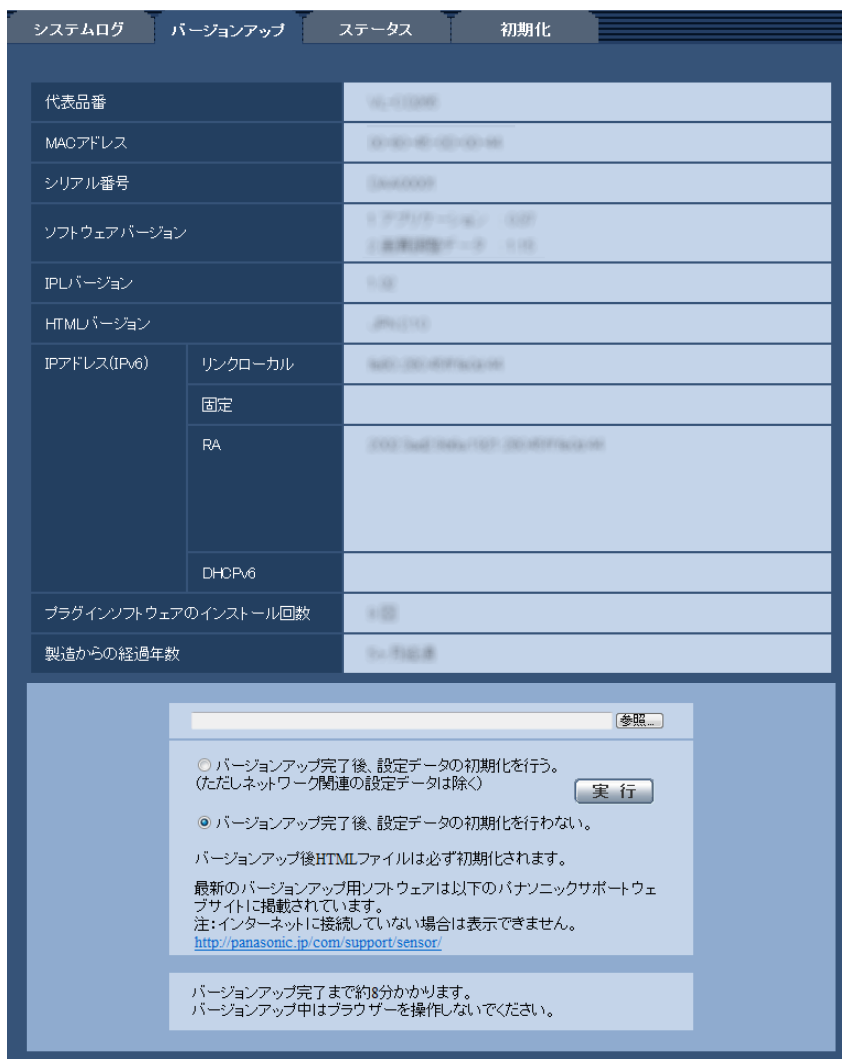 システムログ バージョンアップ ステータス 初期化
代表品番
MACアドレス
シリアル番号
ソフトウェアバージョン
IPLバージョン
HTMLバージョン
IPアドレス(IPv6) リンクローカル
固定
RA
DHCPv6
プラグインソフトウェアのインストール回数
製造からの経過年数
参照...
バージョンアップ完了後、設定データの初期化を行う。
(ただしネットワーク関連の設定データは除く)
実 行
バージョンアップ完了後、設定データの初期化を行わない。
バージョンアップ後HTMLファイルは必ず初期化されます。
最新のバージョンアップ用ソフトウェアは以下のパナソニックサポートウェ
ブサイトに掲載されています。
注:インターネットに接続していない場合は表示できません。
http://panasonic.jp/com/support/sensor/
バージョンアップ完了まで約8分かかります。
バージョンアップ中はブラウザーを操作しないでください。